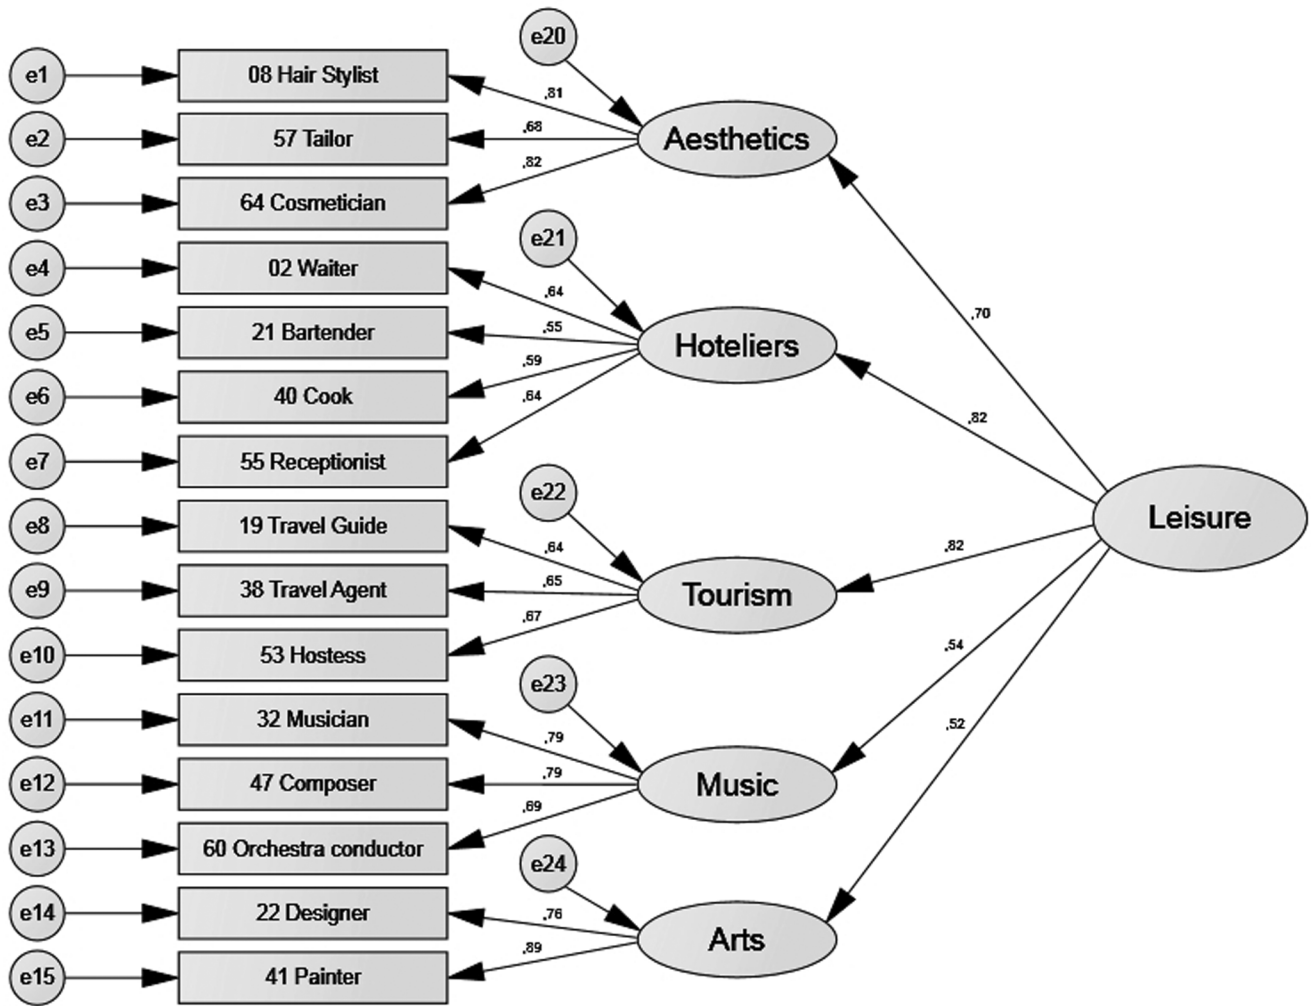 e20
e1
08 Hair Stylist
,81
e2
57 Tailor
,68
Aesthetics
,82
e3
64 Cosmetician
e21
e4
02 Waiter
,64
e5
21 Bartender
,55
Hoteliers
,59
e6
40 Cook
,64
e7
55 Receptionist
,70
,82
e22
e8
19 Travel Guide
,64
Leisure
,82
e9
38 Travel Agent
,65
Tourism
,67
e10
53 Hostess
,54
e23
e11
32 Musician
,79
,52
e12
47 Composer
,79
Music
,69
e13
60 Orchestra conductor
e24
e14
22 Designer
,76
Arts
,89
e15
41 Painter